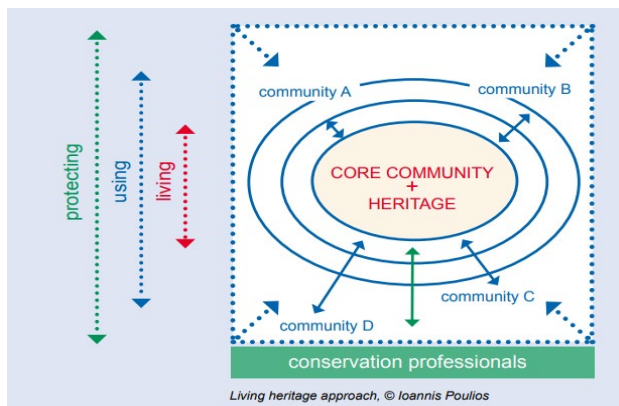 protecting
using
living
community A
community B
CORE COMMUNITY
+
HERITAGE
community C
community D
conservation professionals
Living heritage approach, © Ioannis Poulios